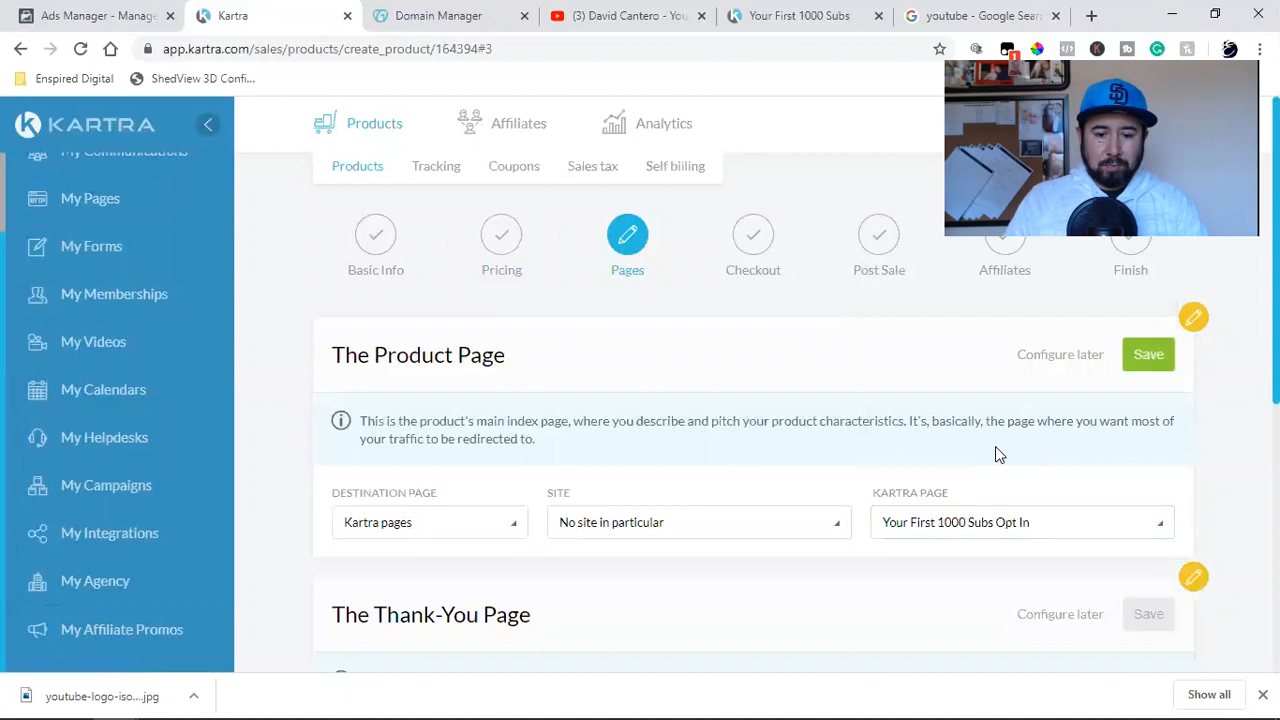 Ads Manager - Manage
Kartra
Domain Manager
(3) David Cantero - You
Your First 1000 Subs
youtube - Google Sear
app.kartra.com/sales/products/create_product/164394#3
1
Enspired Digital
ShedView 3D Confi...
KARTRA
Products
Affiliates
Analytics
Products
Tracking
Coupons
Sales tax
Self billing
My Communications
My Pages
My Forms
My Memberships
My Videos
My Calendars
My Helpdesks
My Campaigns
My Integrations
My Agency
My Affiliate Promos
Basic Info
Pricing
Pages
Checkout
Post Sale
Affiliates
Finish
The Product Page
Configure later
Save
This is the product's main index page, where you describe and pitch your product characteristics. It's, basically, the page where you want most of
your traffic to be redirected to.
DESTINATION PAGE
SITE
KARTRA PAGE
Kartra pages
No site in particular
Your First 1000 Subs Opt In
The Thank-You Page
Configure later
Save
youtube-logo-iso....jpg
Show all